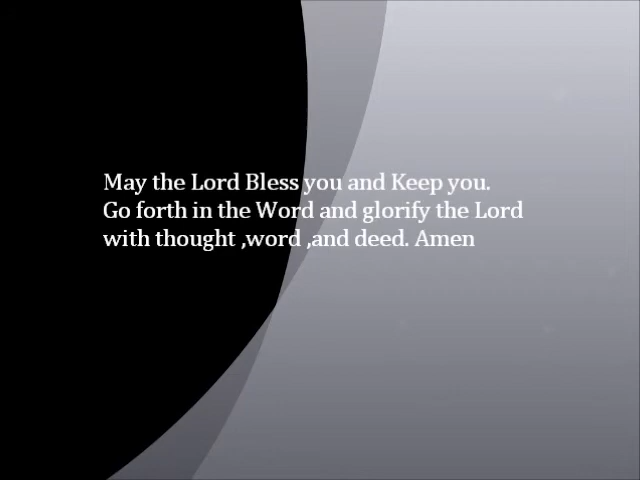 May the Lord Bless you and Keep you.
Go forth in the Word and glorify the Lord
with thought ,word ,and deed. Amen